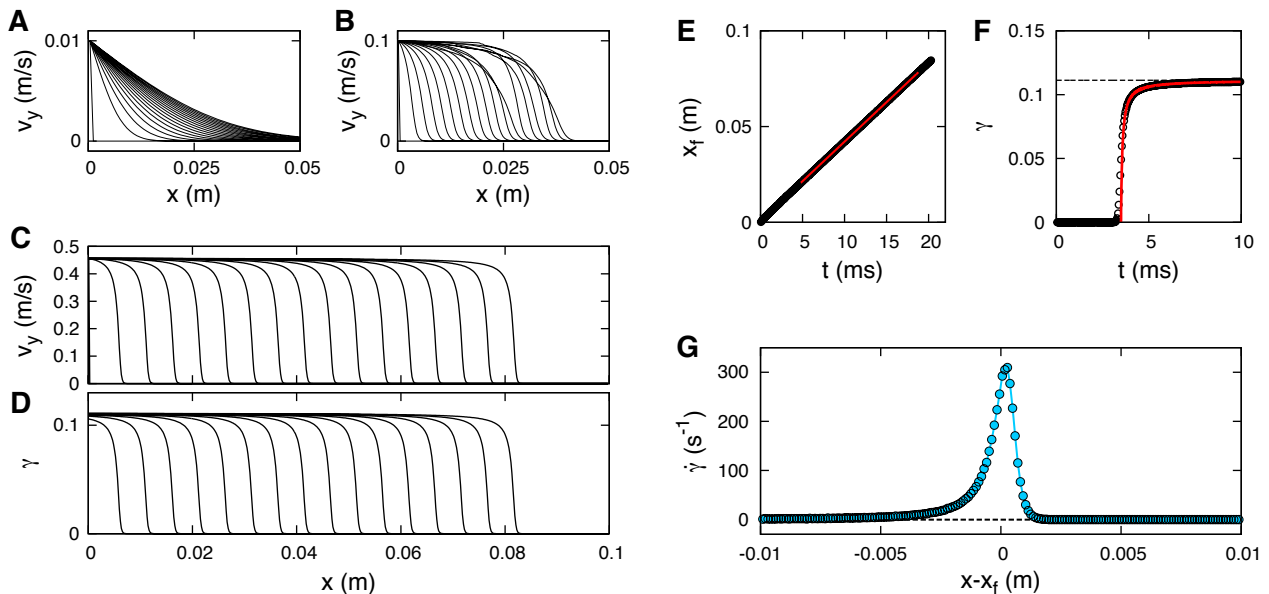 A
0.01
0
v_y (m/s)
0
0.025
0.05
x (m)
B
0.1
0
v_y (m/s)
0
0.025
0.05
x (m)
C
0.5
0.4
0.3
0.2
0.1
0
v_y (m/s)
D
0.1
0
γ
0
0.02
0.04
0.06
0.08
0.1
x (m)
E
0.1
0.05
0
x_f (m)
0
5
10
15
20
t (ms)
F
0.15
0.1
0.05
0
γ
0
5
10
t (ms)
G
300
200
100
0
γ̇ (s⁻¹)
-0.01
-0.005
0
0.005
0.01
x-x_f (m)